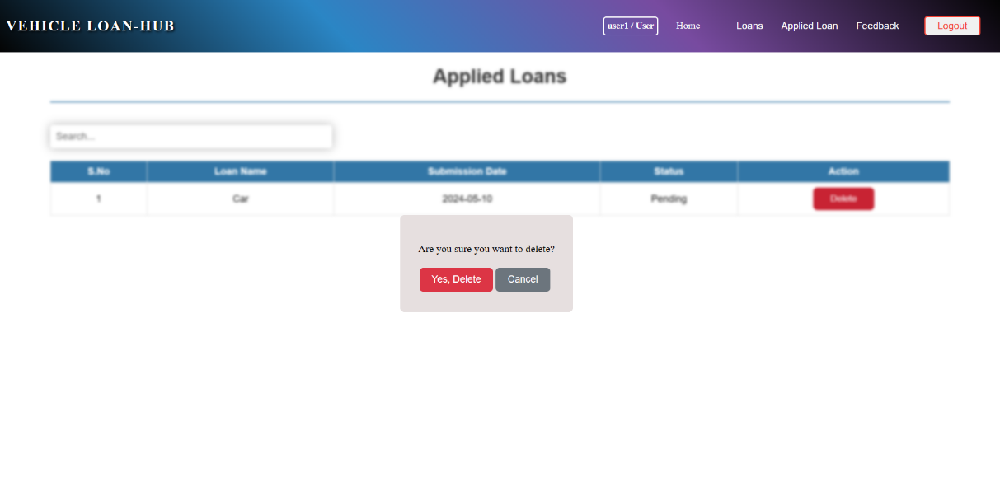 VEHICLE LOAN-HUB
user1 / User Home Loans Applied Loan Feedback Logout
Applied Loans
Search...
S.No Loan Name Submission Date Status Action
1 Car 2024-05-10 Pending Delete
Are you sure you want to delete?
Yes, Delete Cancel